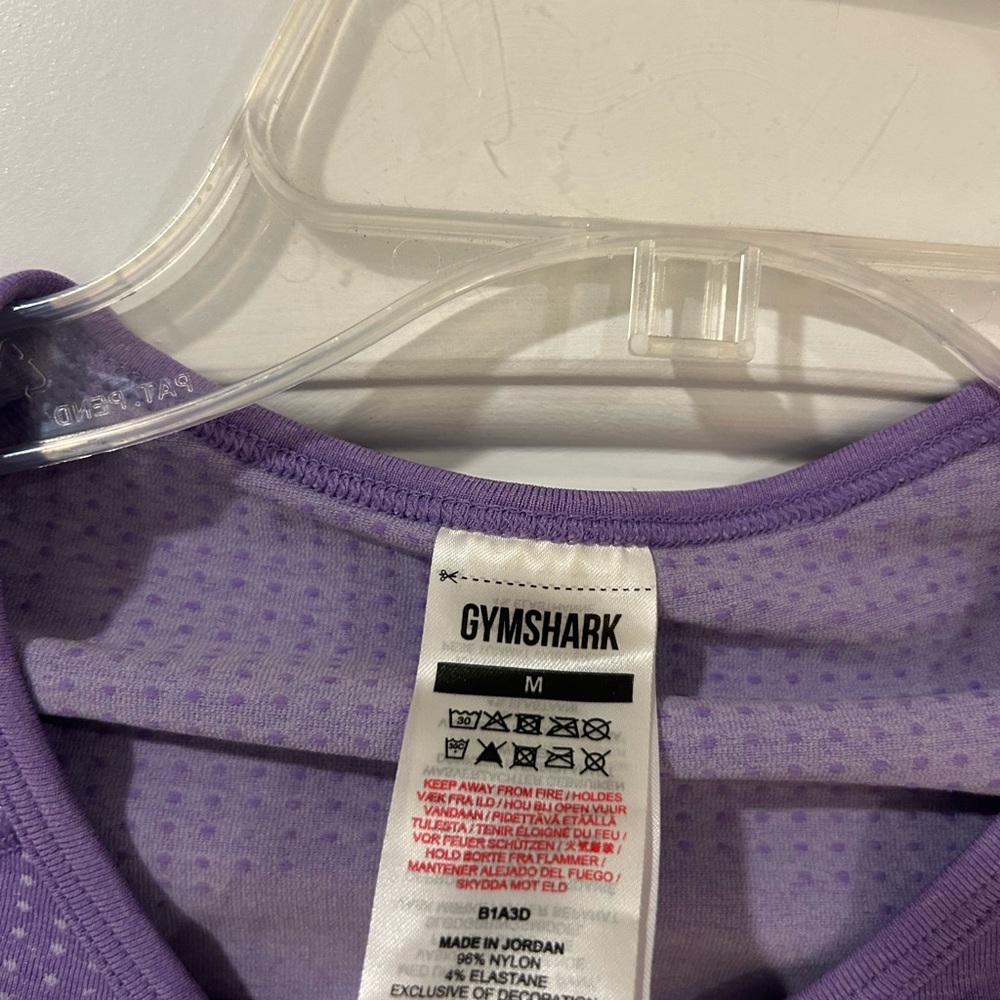 PAT. PEND
GYMSHARK
M
30
30C
KEEP AWAY FROM FIRE / HOLDES
VÆK FRA ILD / HOU BIJ OPEN VUUR
VANDAAN / PIDETTÄVÄ ETÄÄLLÄ
TULESTA / TENIR ÉLOIGNÉ DU FEU /
VOR FEUER SCHÜTZEN / 火気厳禁 /
HOLD BORTE FRA FLAMMER /
MANTENER ALEJADO DEL FUEGO /
SKYDDA MOT ELD
B1A3D
MADE IN JORDAN
96% NYLON
4% ELASTANE
EXCLUSIVE OF DECORATION